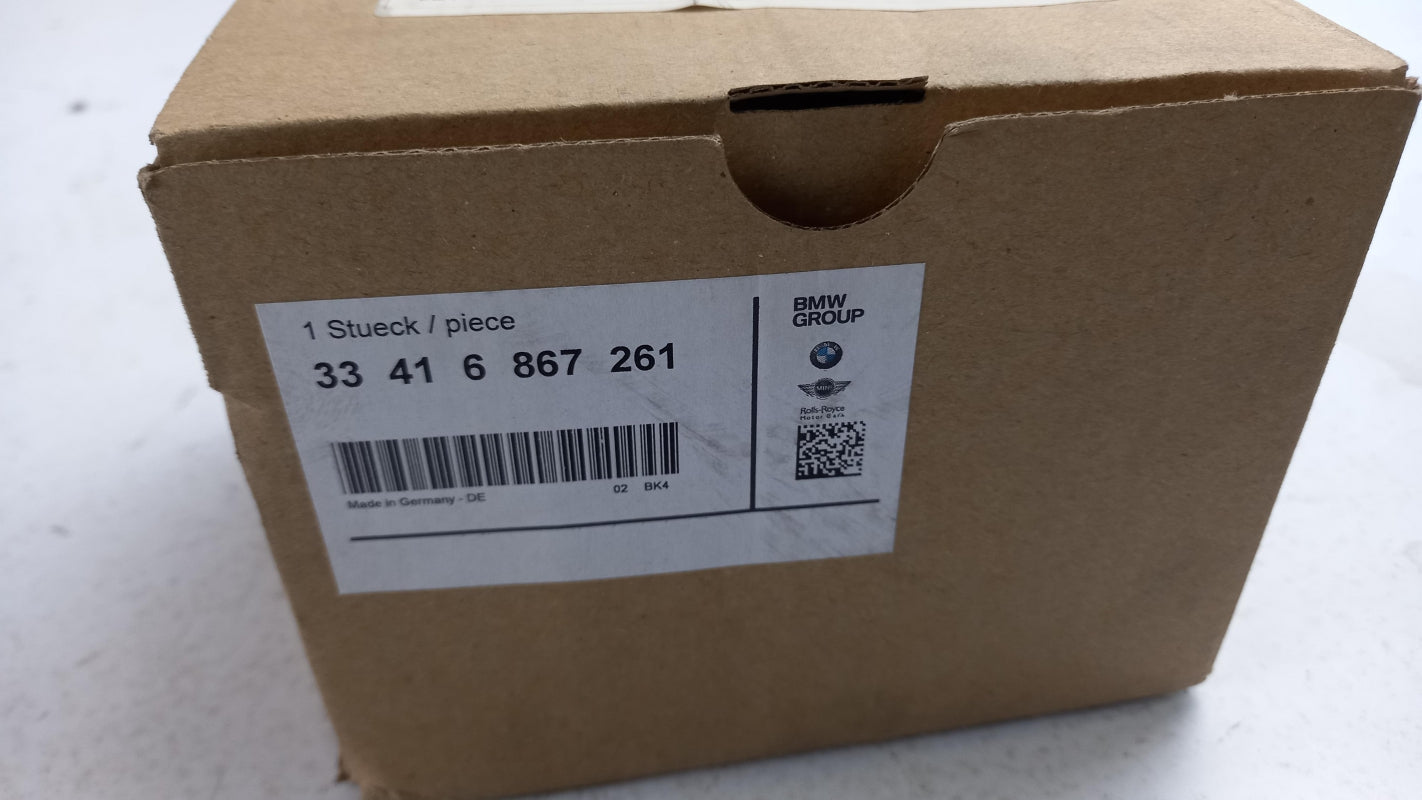 1 Stueck / piece
33 41 6 867 261
Made in Germany - DE
02 BK4
BMW
GROUP
MINI
Rolls-Royce
Motor Cars